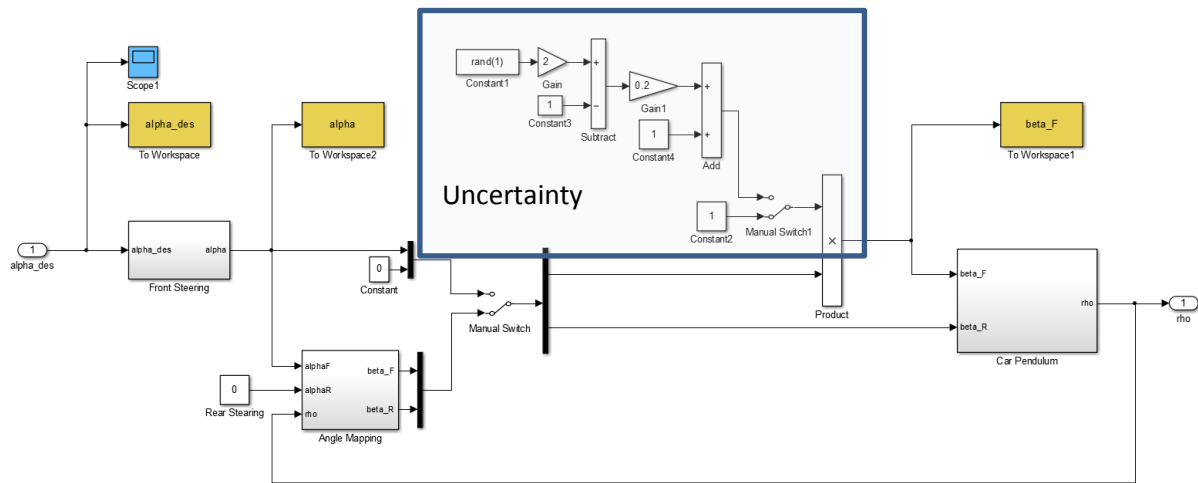 rand(1)
Constant1
2
Gain
+
−
1
Constant3
Subtract
0.2
Gain1
+
+
1
Constant4
Add
Uncertainty
1
Constant2
Manual Switch1
×
Product
Scope1
alpha_des
To Workspace
alpha
To Workspace2
beta_F
To Workspace1
1
alpha_des
alpha_des
alpha
Front Steering
0
Constant
Manual Switch
beta_F
beta_R
rho
Car Pendulum
1
rho
0
Rear Stearing
alphaF
alphaR
rho
beta_F
beta_R
Angle Mapping